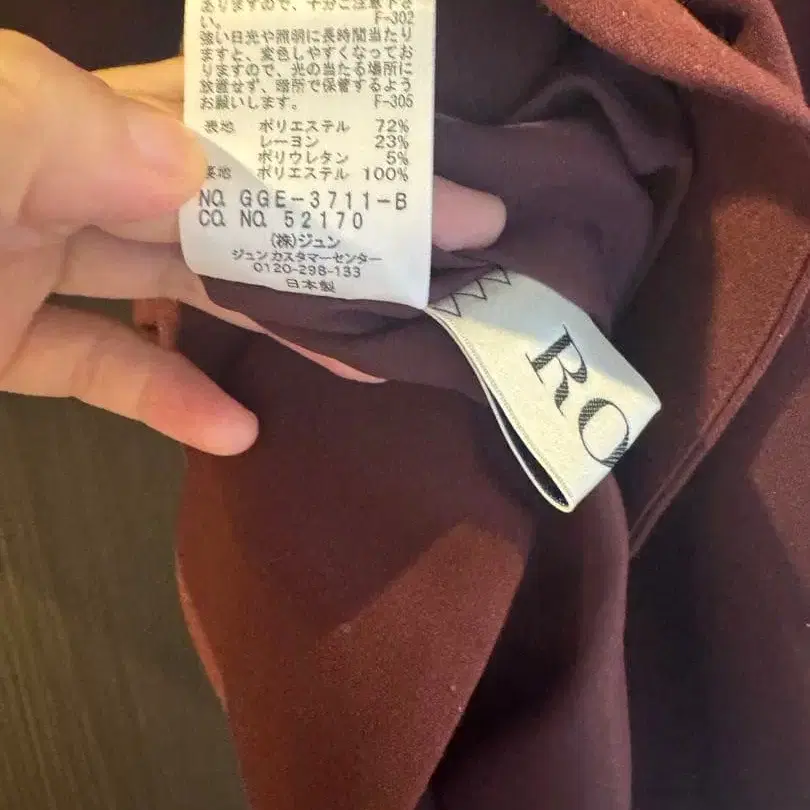 ありますので、十分ご注意下さ
い。 F-302
強い日光や照明に長時間当たり
ますと、変色しやすくなってお
りますので、光の当たる場所に
放置せず、暗所で保管するよう
お願いします。 F-305
表地 ポリエステル 72%
レーヨン 23%
ポリウレタン 5%
裏地 ポリエステル 100%
NO. GGE-3711-B
CO. NO. 52170
(株)ジュン
ジュンカスタマーセンター
0120-298-133
日本製
RO